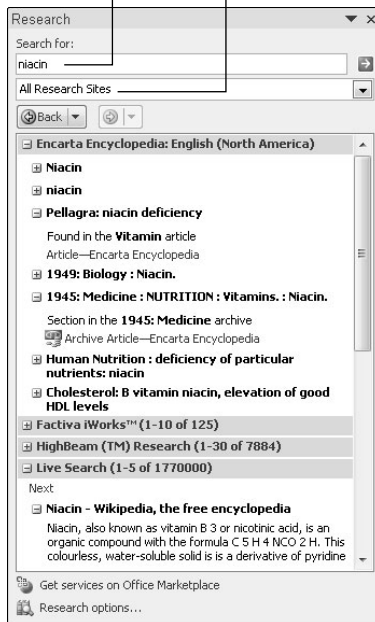 Research
Search for:
niacin
All Research Sites
Back
Encarta Encyclopedia: English (North America)
Niacin
niacin
Pellagra: niacin deficiency
Found in the Vitamin article
Article—Encarta Encyclopedia
1949: Biology : Niacin.
1945: Medicine : NUTRITION : Vitamins. : Niacin.
Section in the 1945: Medicine archive
Archive Article—Encarta Encyclopedia
Human Nutrition : deficiency of particular
nutrients: niacin
Cholesterol: B vitamin niacin, elevation of good
HDL levels
Factiva iWorks™ (1-10 of 125)
HighBeam (TM) Research (1-30 of 7884)
Live Search (1-5 of 1770000)
Next
Niacin - Wikipedia, the free encyclopedia
Niacin, also known as vitamin B 3 or nicotinic acid, is an
organic compound with the formula C 5 H 4 NCO 2 H. This
colourless, water-soluble solid is is a derivative of pyridine
Get services on Office Marketplace
Research options...